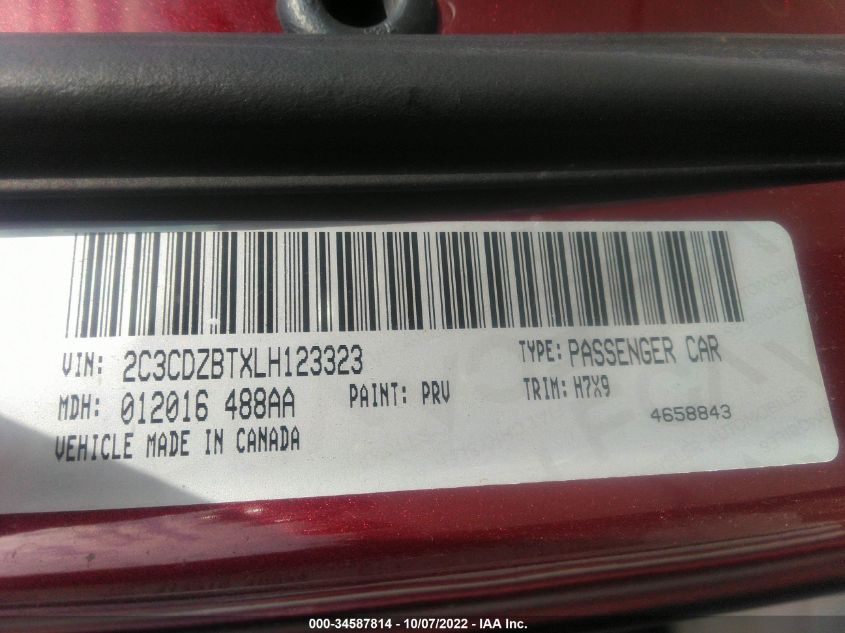 VIN: 2C3CDZBTXLH123323 TYPE: PASSENGER CAR
MDH: 012016 488AA PAINT: PRV TRIM: H7X9
4658843
VEHICLE MADE IN CANADA
000-34587814 - 10/07/2022 - IAA Inc.